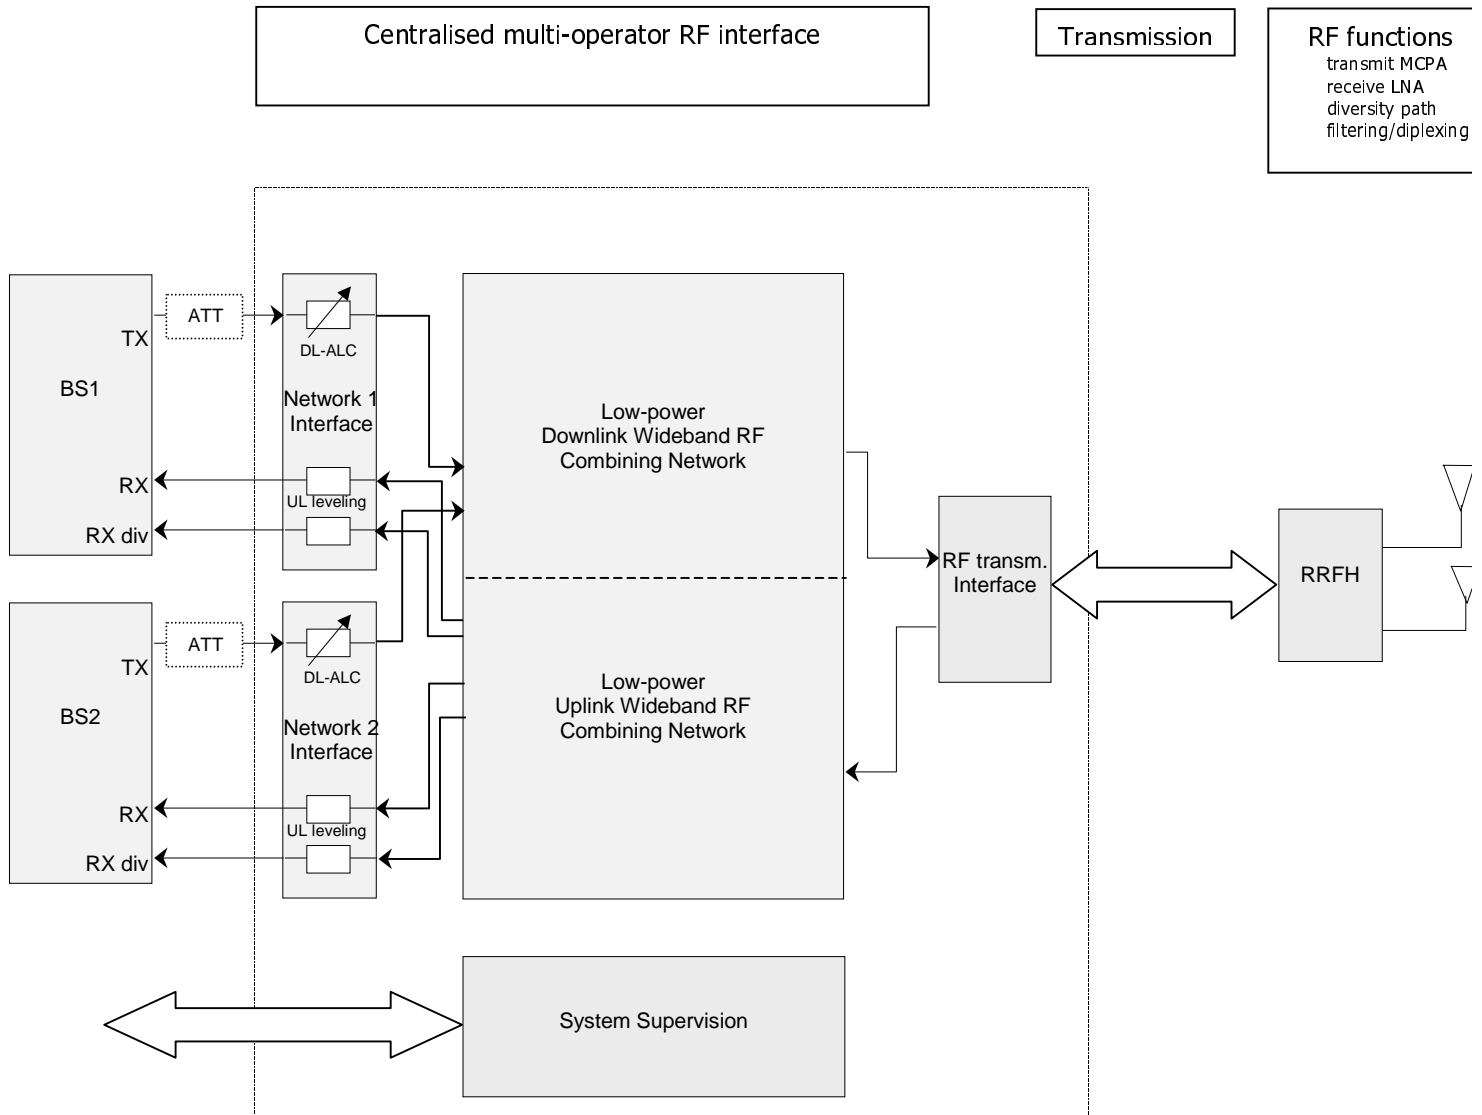 Centralised multi-operator RF interface
Transmission
RF functions
transmit MCPA
receive LNA
diversity path
filtering/diplexing
BS1
TX
RX
RX div
ATT
DL-ALC
Network 1
Interface
UL leveling
Low-power
Downlink Wideband RF
Combining Network
RF transm.
Interface
RRFH
BS2
TX
RX
RX div
ATT
DL-ALC
Network 2
Interface
UL leveling
Low-power
Uplink Wideband RF
Combining Network
System Supervision